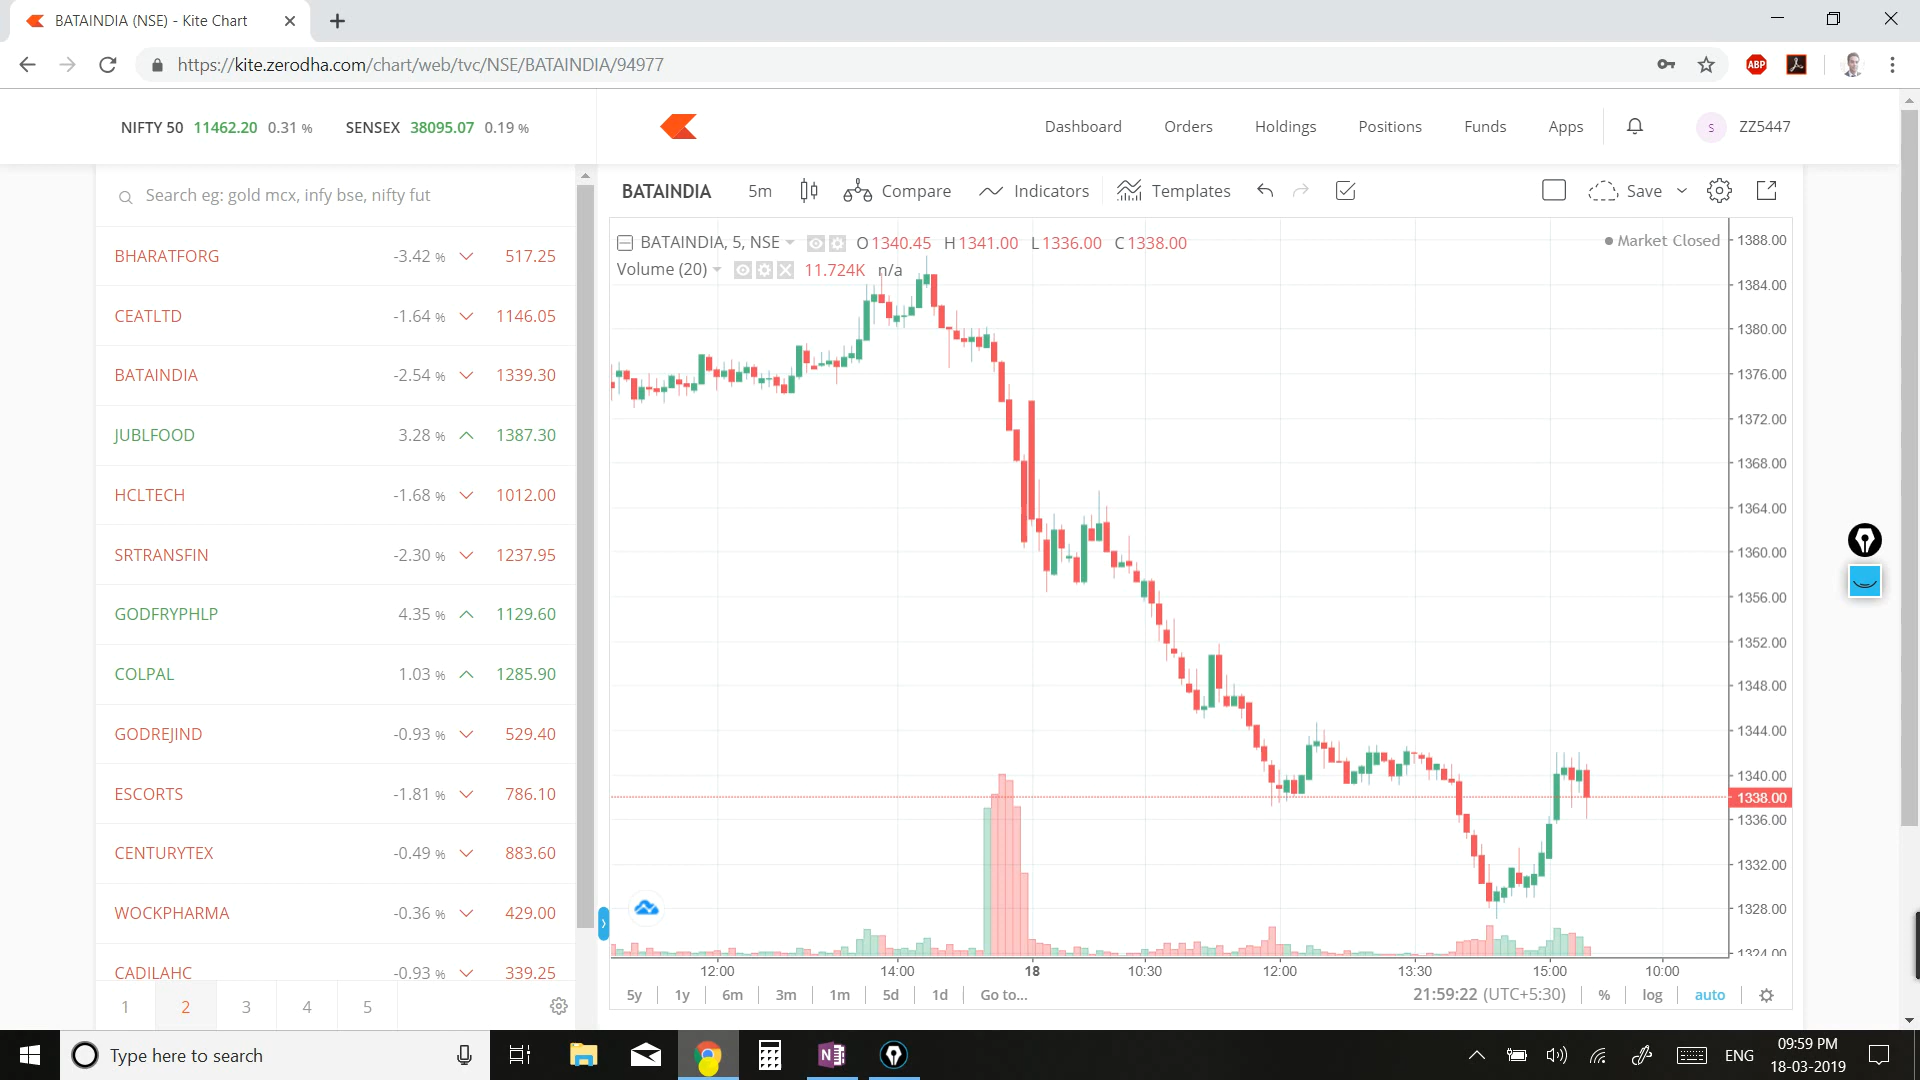 BATAINDIA (NSE) - Kite Chart
https://kite.zerodha.com/chart/web/tvc/NSE/BATAINDIA/94977
ABP
NIFTY 50 11462.20 0.31 % SENSEX 38095.07 0.19 %
Dashboard Orders Holdings Positions Funds Apps S ZZ5447
Search eg: gold mcx, infy bse, nifty fut
BHARATFORG -3.42 % 517.25
CEATLTD -1.64 % 1146.05
BATAINDIA -2.54 % 1339.30
JUBLFOOD 3.28 % 1387.30
HCLTECH -1.68 % 1012.00
SRTRANSFIN -2.30 % 1237.95
GODFRYPHLP 4.35 % 1129.60
COLPAL 1.03 % 1285.90
GODREJIND -0.93 % 529.40
ESCORTS -1.81 % 786.10
CENTURYTEX -0.49 % 883.60
WOCKPHARMA -0.36 % 429.00
CADILAHC -0.93 % 339.25
1 2 3 4 5
BATAINDIA 5m Compare Indicators Templates Save
BATAINDIA, 5, NSE O1340.45 H1341.00 L1336.00 C1338.00
Market Closed
Volume (20) 11.724K n/a
1388.00
1384.00
1380.00
1376.00
1372.00
1368.00
1364.00
1360.00
1356.00
1352.00
1348.00
1344.00
1340.00
1338.00
1336.00
1332.00
1328.00
1324.00
12:00 14:00 18 10:30 12:00 13:30 15:00 10:00
5y 1y 6m 3m 1m 5d 1d Go to... 21:59:22 (UTC+5:30) % log auto
Type here to search
N
ENG
09:59 PM
18-03-2019